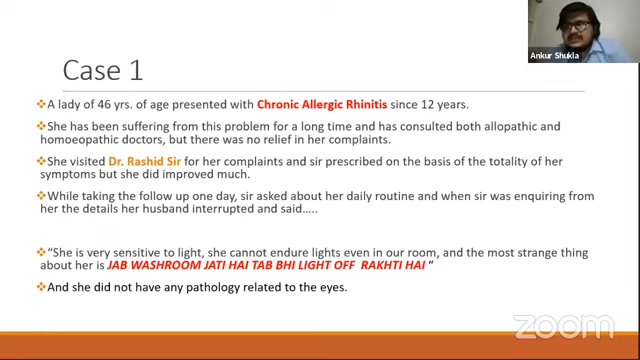 Ankur Shukla
Case 1
❖A lady of 46 yrs. of age presented with Chronic Allergic Rhinitis since 12 years.
❖She has been suffering from this problem for a long time and has consulted both allopathic and
homoeopathic doctors, but there was no relief in her complaints.
❖She visited Dr. Rashid Sir for her complaints and sir prescribed on the basis of the totality of her
symptoms but she did improved much.
❖While taking the follow up one day, sir asked about her daily routine and when sir was enquiring from
her the details her husband interrupted and said.....
❖"She is very sensitive to light, she cannot endure lights even in our room, and the most strange thing
about her is JAB WASHROOM JATI HAI TAB BHI LIGHT OFF RAKHTI HAI "
❖And she did not have any pathology related to the eyes.
zoom